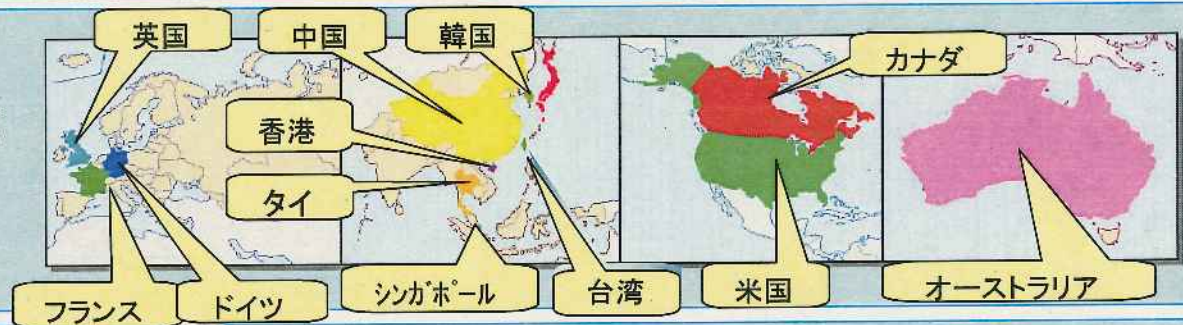 英国
中国
韓国
カナダ
香港
タイ
フランス
ドイツ
シンガポール
台湾
米国
オーストラリア